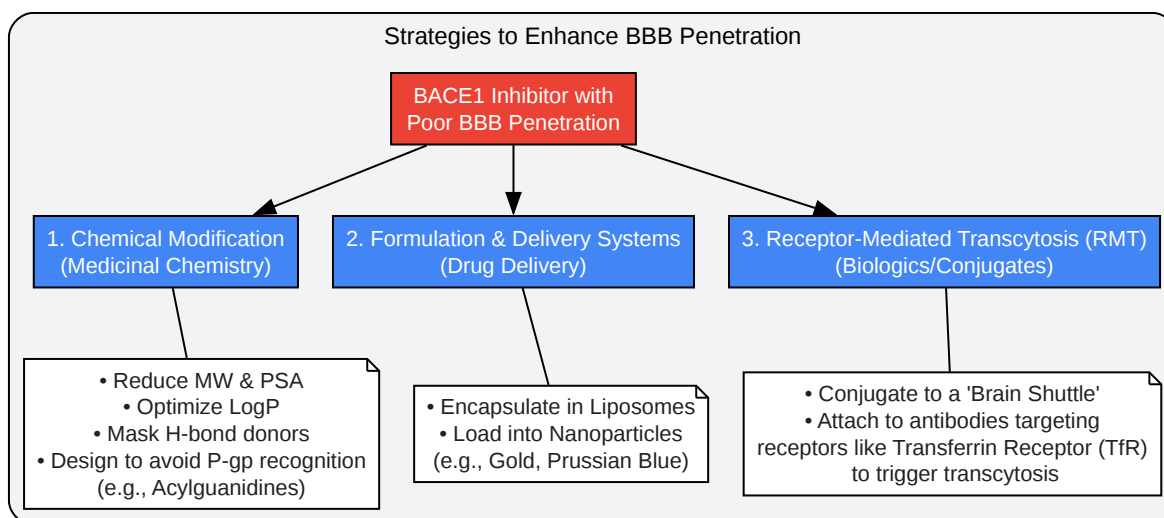 Strategies to Enhance BBB Penetration
BACE1 Inhibitor with
Poor BBB Penetration
1. Chemical Modification
(Medicinal Chemistry)
2. Formulation & Delivery Systems
(Drug Delivery)
3. Receptor-Mediated Transcytosis (RMT)
(Biologics/Conjugates)
• Reduce MW & PSA
• Optimize LogP
• Mask H-bond donors
• Design to avoid P-gp recognition
(e.g., Acylguanidines)
• Encapsulate in Liposomes
• Load into Nanoparticles
(e.g., Gold, Prussian Blue)
• Conjugate to a 'Brain Shuttle'
• Attach to antibodies targeting
receptors like Transferrin Receptor (TfR)
to trigger transcytosis